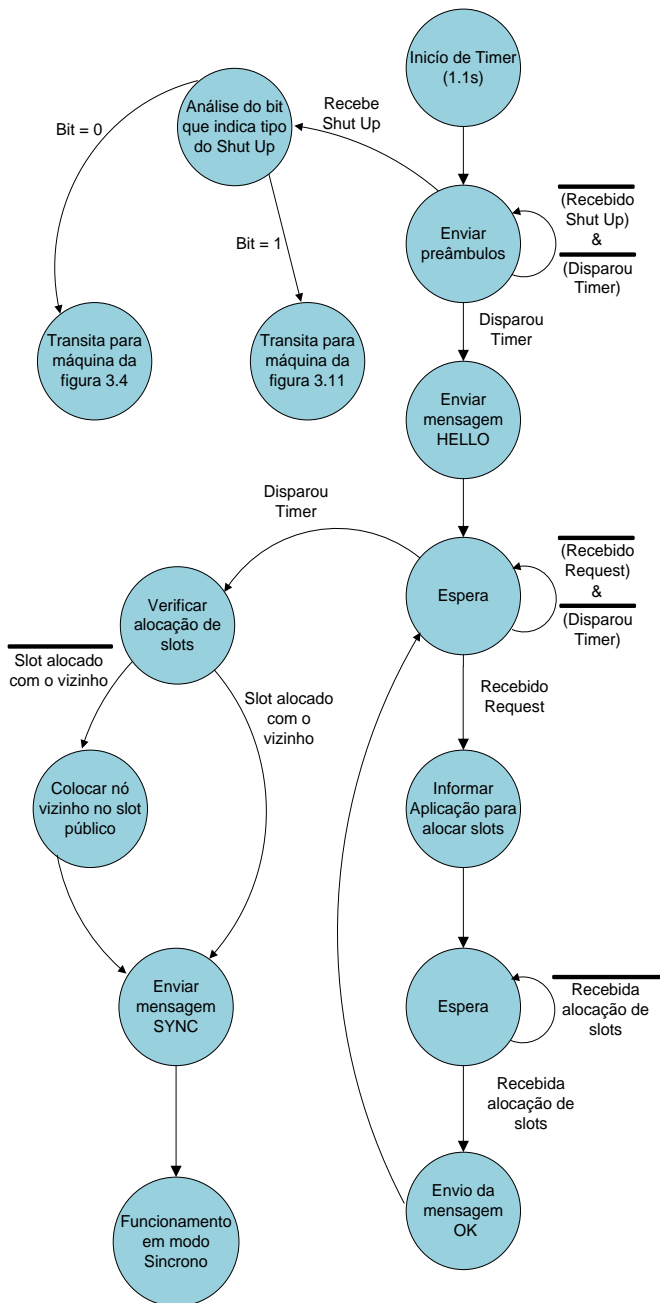 Inicío de Timer
(1.1s)
Análise do bit
que indica tipo
do Shut Up
Recebe
Shut Up
Bit = 0
Bit = 1
Enviar
preâmbulos
(Recebido
Shut Up)
&
(Disparou
Timer)
Transita para
máquina da
figura 3.4
Transita para
máquina da
figura 3.11
Disparou
Timer
Enviar
mensagem
HELLO
Disparou
Timer
Espera
(Recebido
Request)
&
(Disparou
Timer)
Verificar
alocação de
slots
Slot alocado
com o vizinho
Slot alocado
com o
vizinho
Recebido
Request
Colocar nó
vizinho no slot
público
Informar
Aplicação para
alocar slots
Enviar
mensagem
SYNC
Espera
Recebida
alocação de
slots
Recebida
alocação de
slots
Funcionamento
em modo
Sincrono
Envio da
mensagem
OK